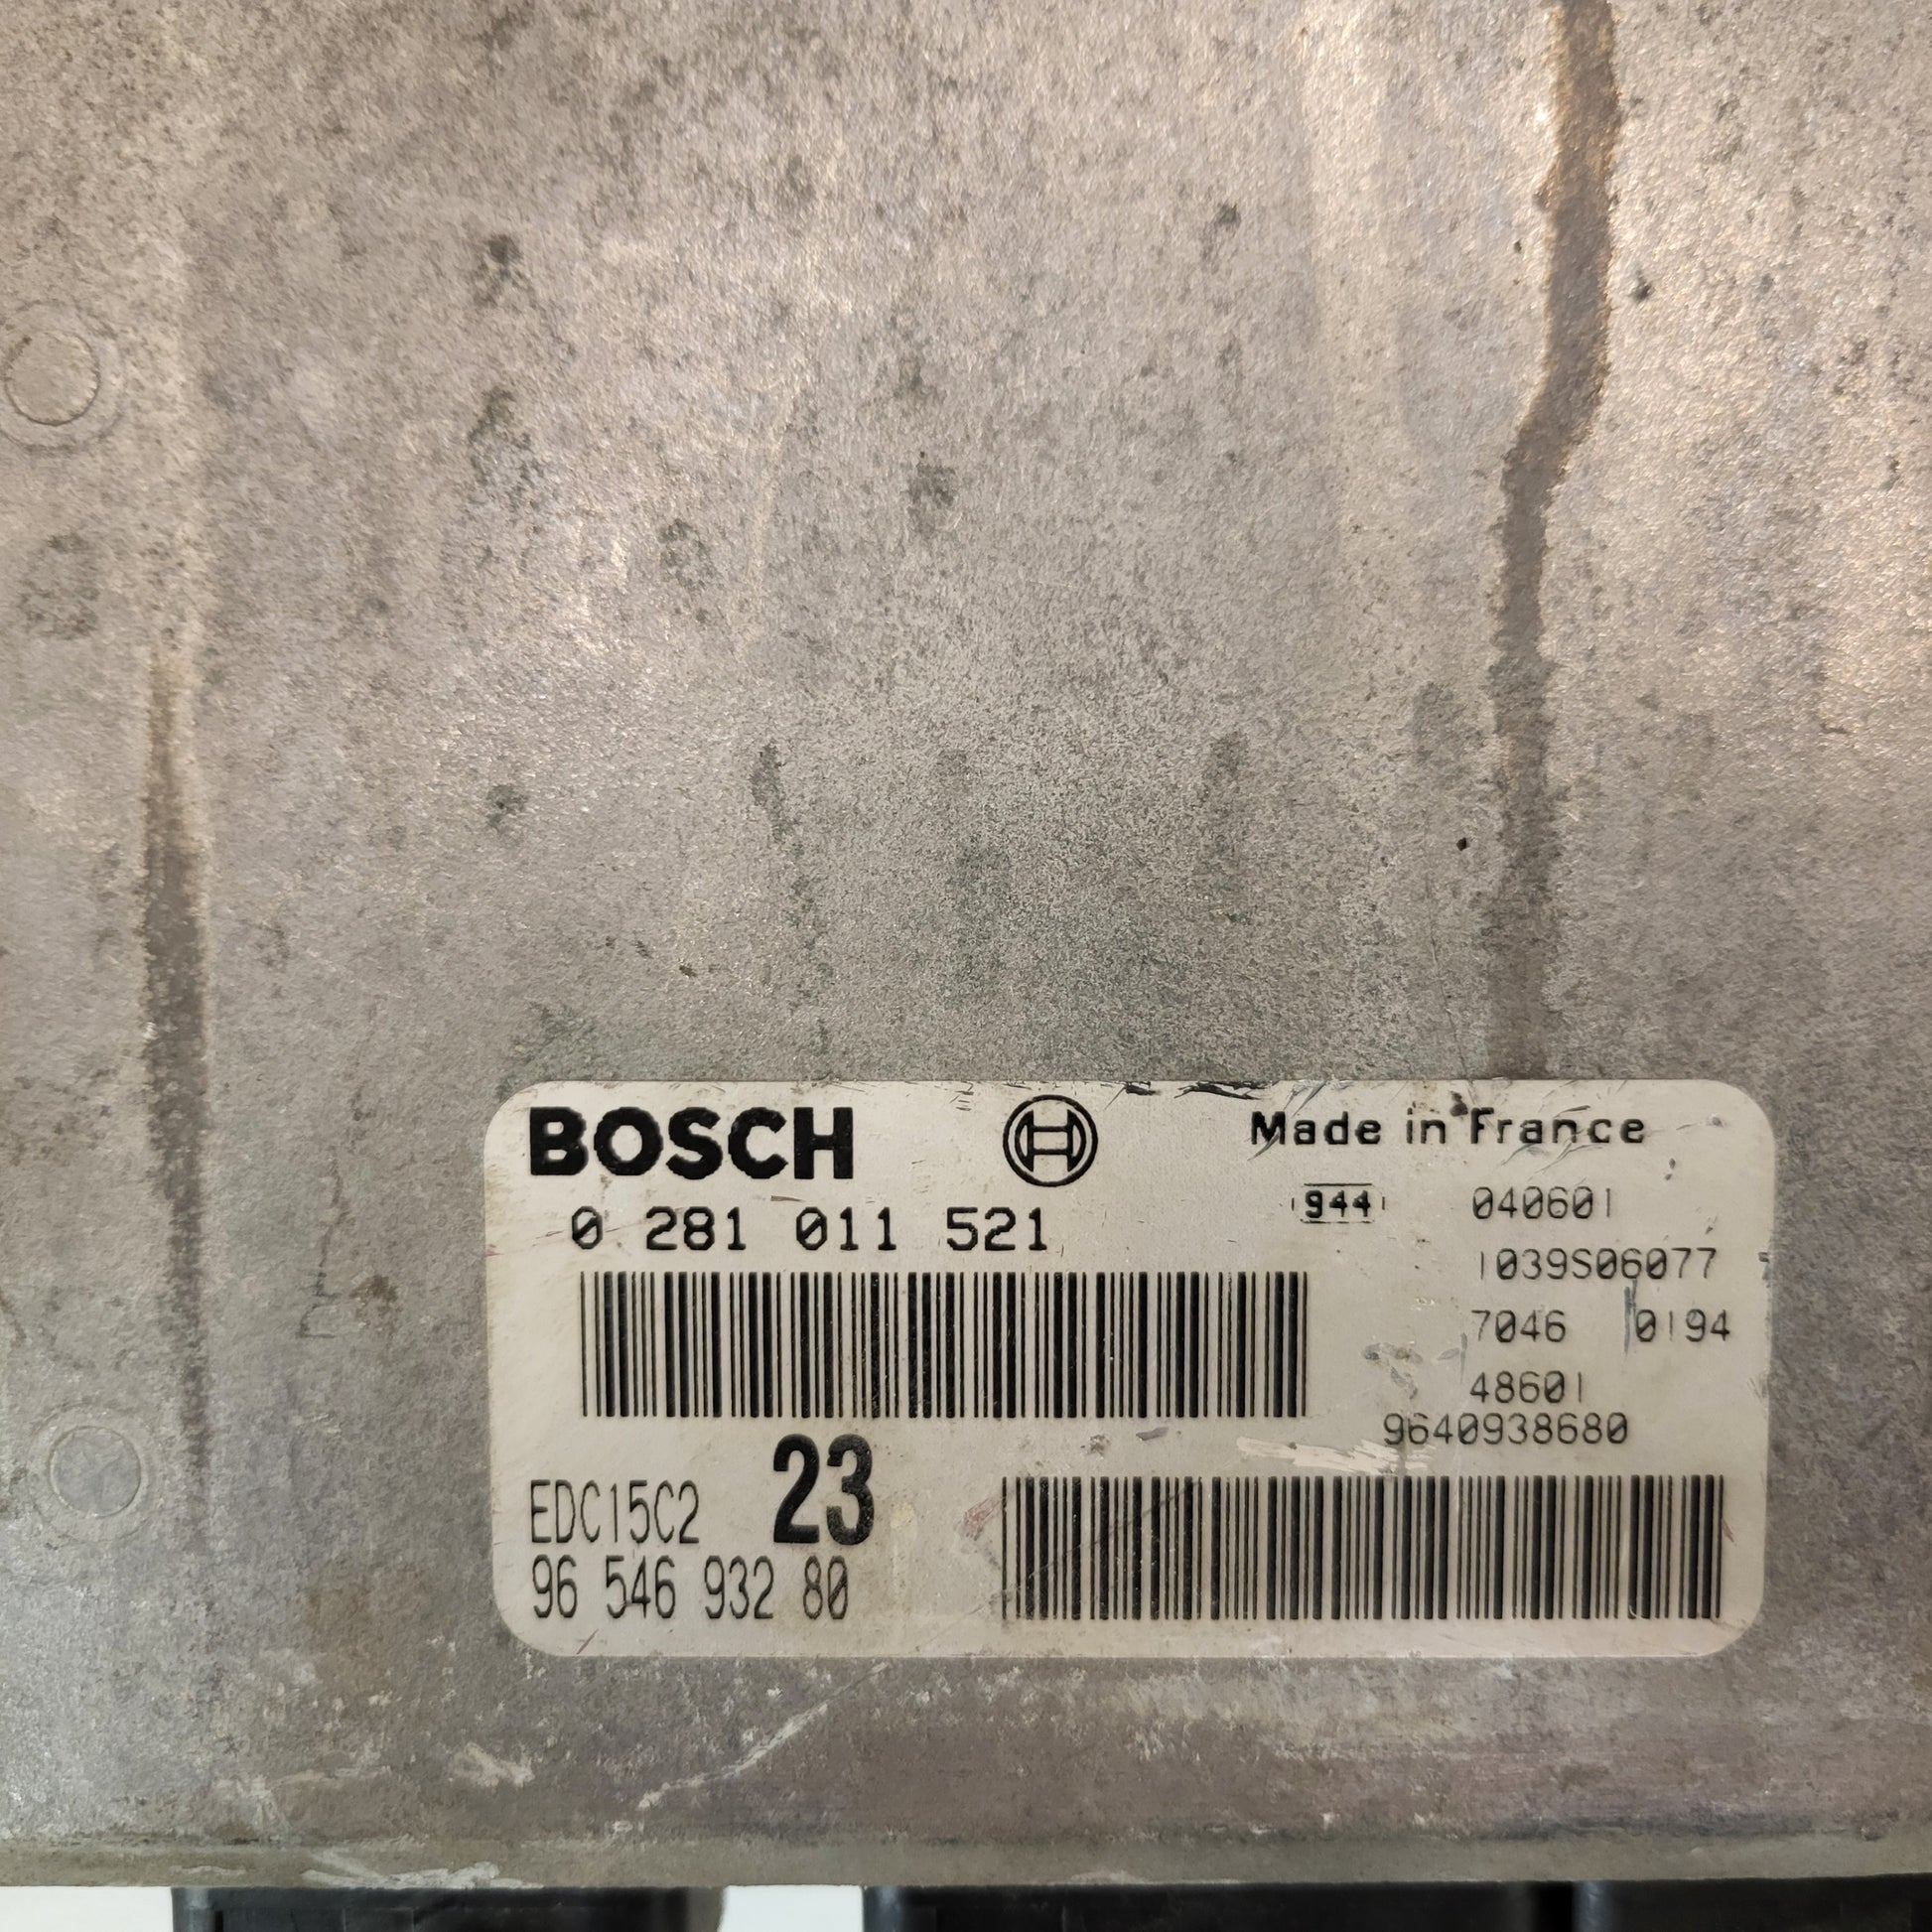 BOSCH
Made in France
0 281 011 521
944 040601
1039S06077
7046 0194
48601
9640938680
23
EDC15C2
96 546 932 80